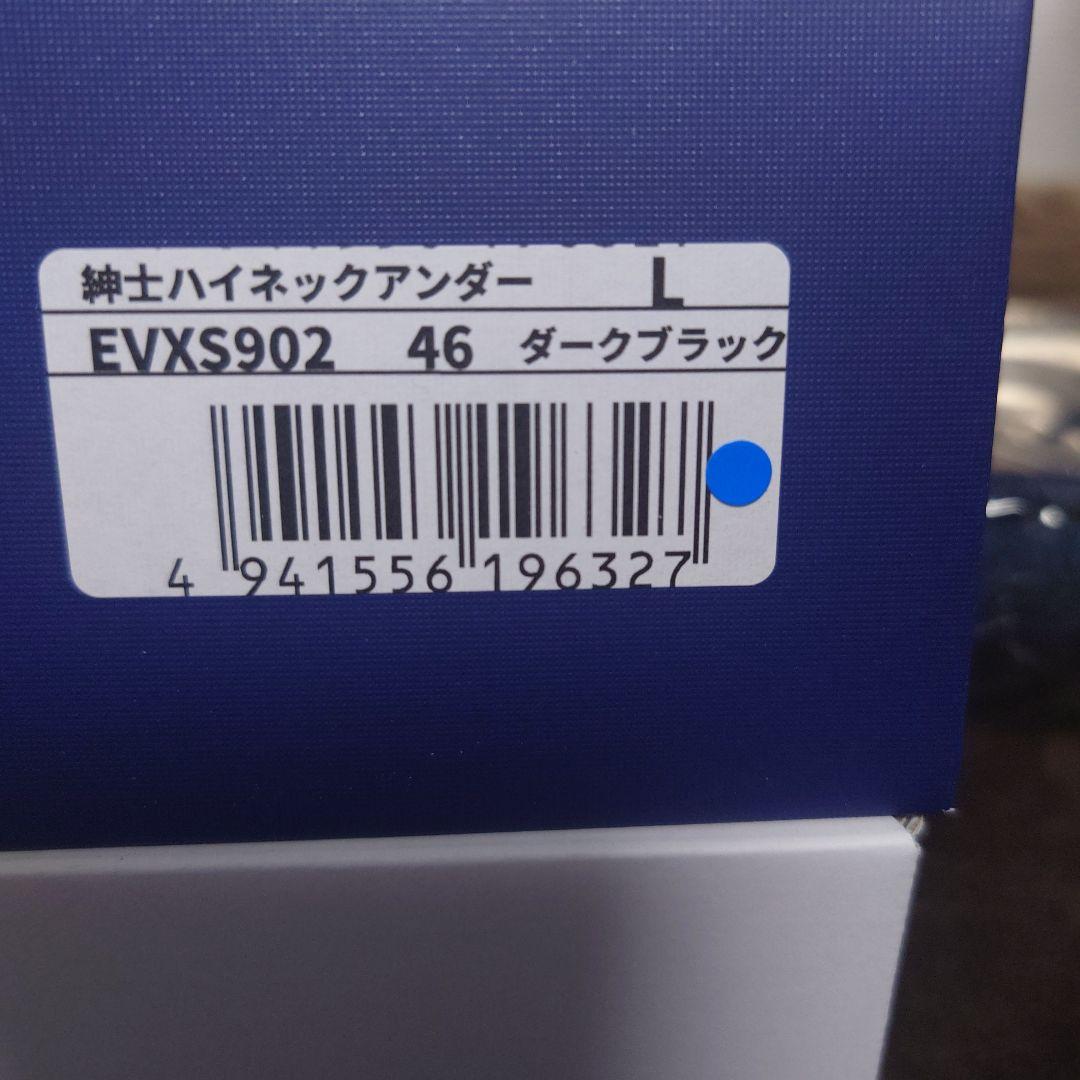 紳士ハイネックアンダー L
EVXS902 46 ダークブラック
4 941556 196327